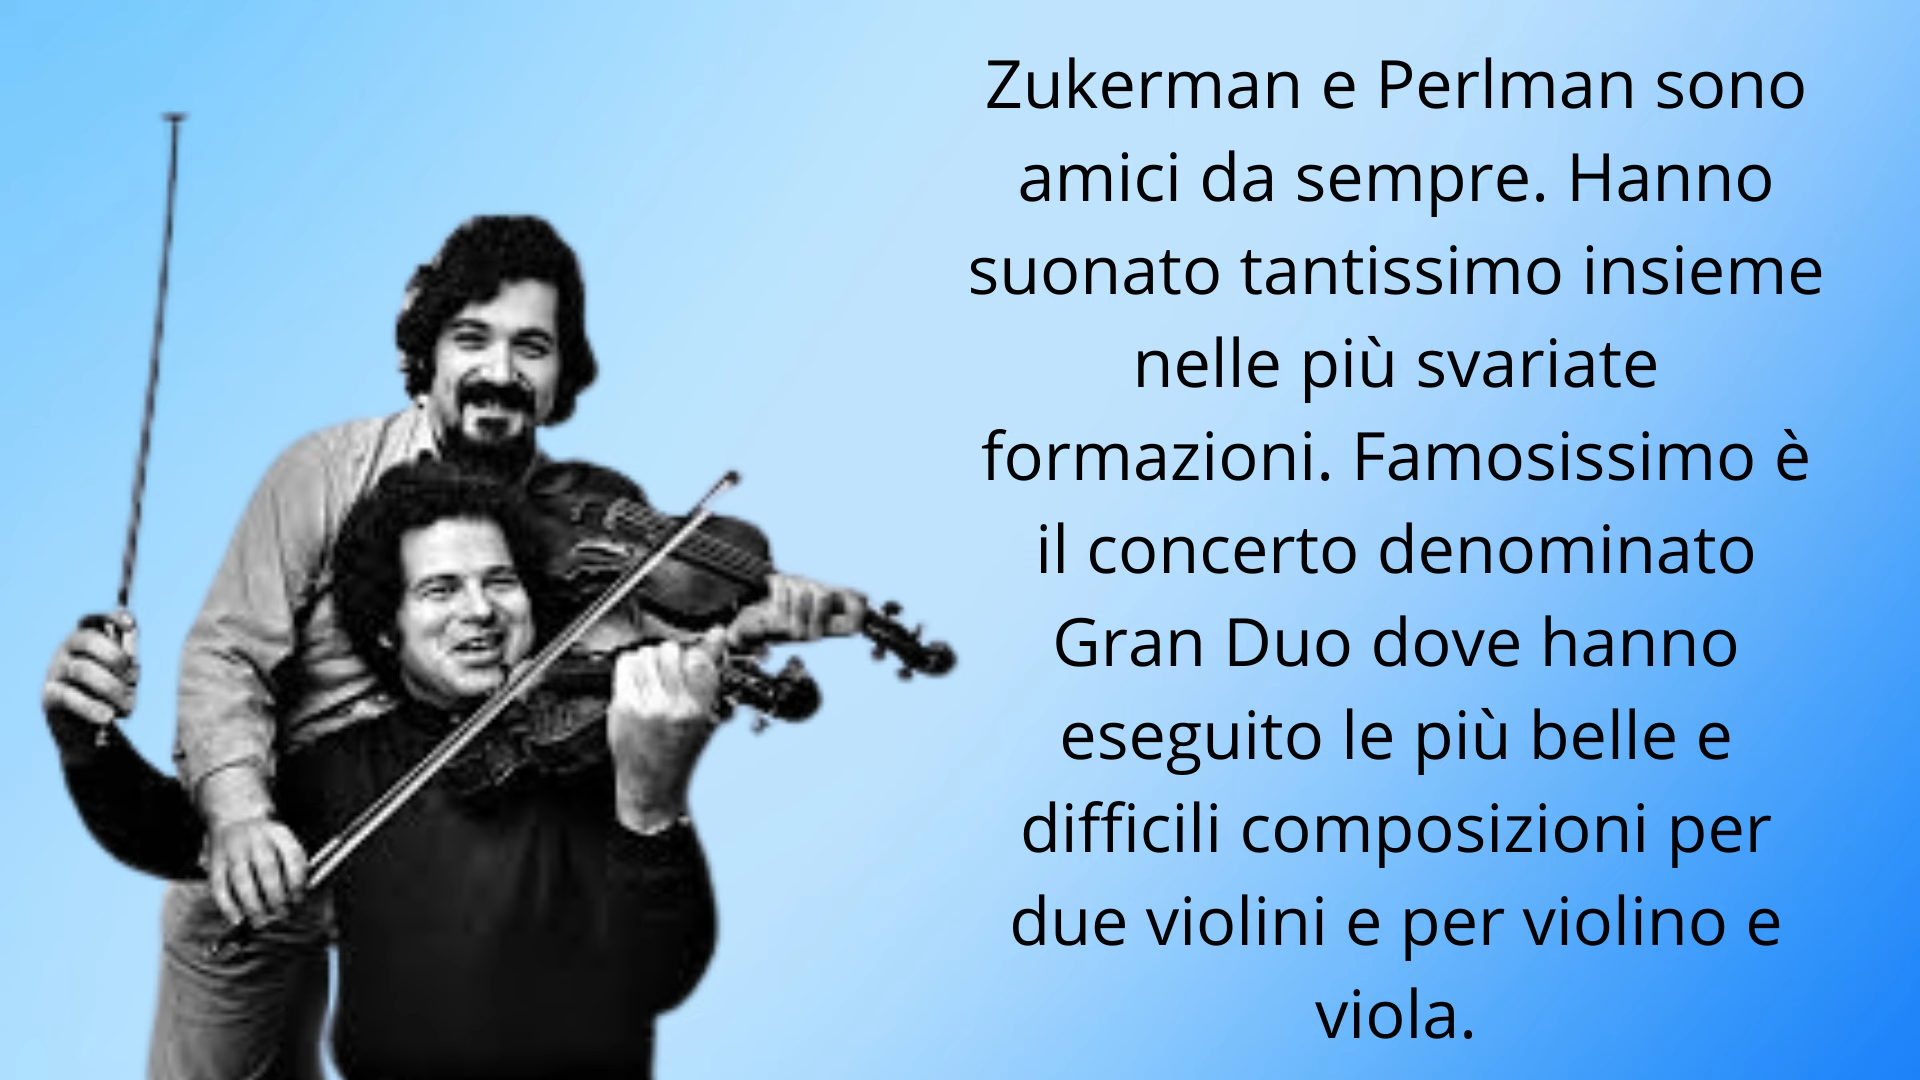 Zukerman e Perlman sono
amici da sempre. Hanno
suonato tantissimo insieme
nelle più svariate
formazioni. Famosissimo è
il concerto denominato
Gran Duo dove hanno
eseguito le più belle e
difficili composizioni per
due violini e per violino e
viola.